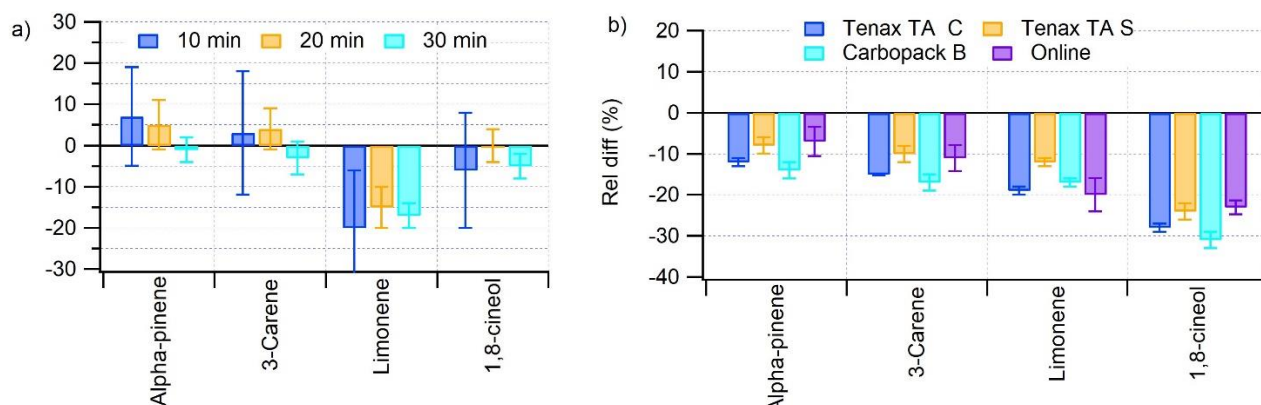 a)
10 min 20 min 30 min
30
20
10
0
-10
-20
-30
Alpha-pinene
3-Carene
Limonene
1,8-cineol
b)
Tenax TA C Tenax TA S
Carbopack B Online
Rel diff (%)
20
10
0
-10
-20
-30
-40
Alpha-pinene
3-Carene
Limonene
1,8-cineol